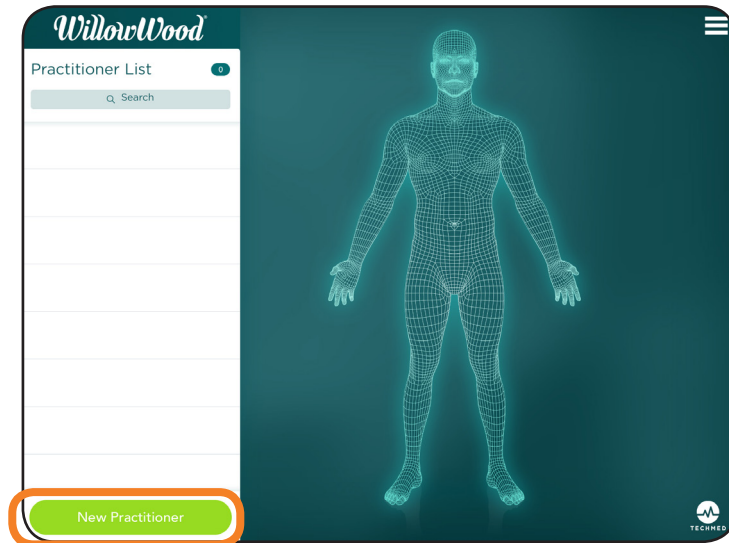 WillowWood®
Practitioner List 0
Search
New Practitioner
TECHMED